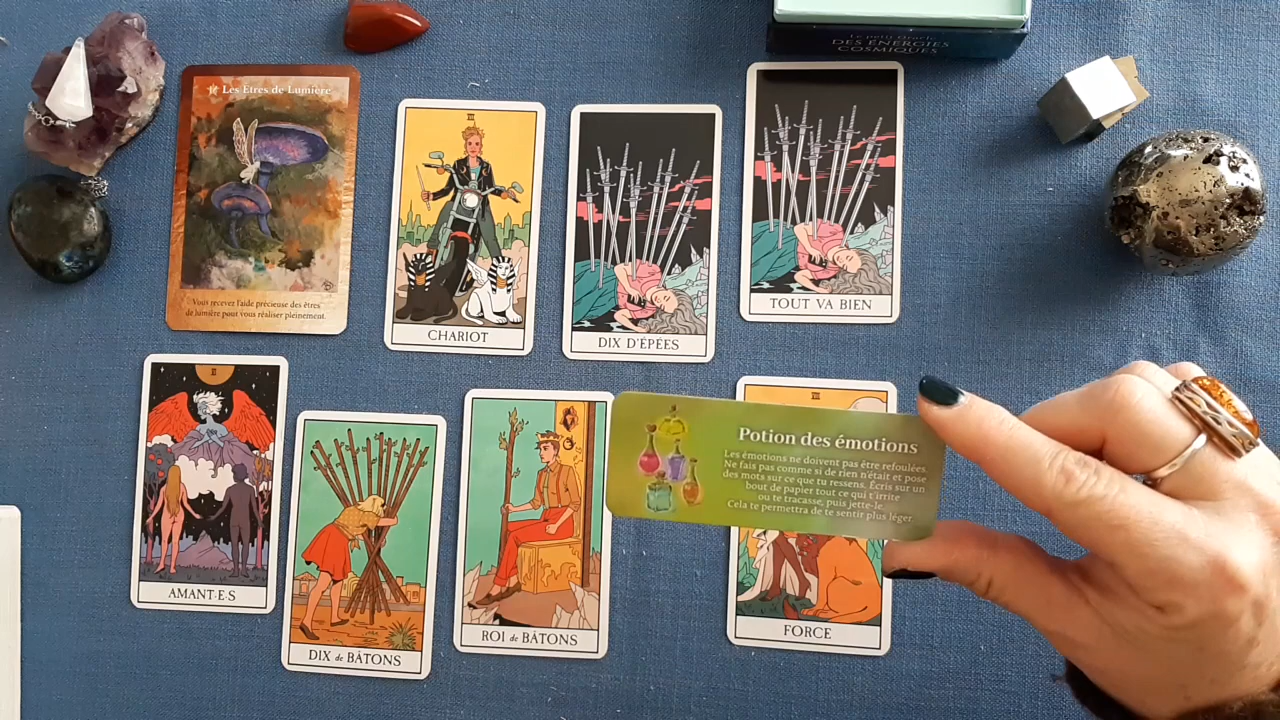 Le petit Oracle
DES ÉNERGIES
COSMIQUES
Les Êtres de Lumière
Vous recevez l'aide précieuse des êtres
de lumière pour vous réaliser pleinement.
III
CHARIOT
DIX D'ÉPÉES
TOUT VA BIEN
AMANT·E·S
DIX de BÂTONS
ROI de BÂTONS
Potion des émotions
Les émotions ne doivent pas être refoulées.
Ne fais pas comme si de rien n'était et pose
des mots sur ce que tu ressens. Écris sur un
bout de papier tout ce qui t'irrite
ou te tracasse, puis jette-le.
Cela te permettra de te sentir plus léger.
FORCE